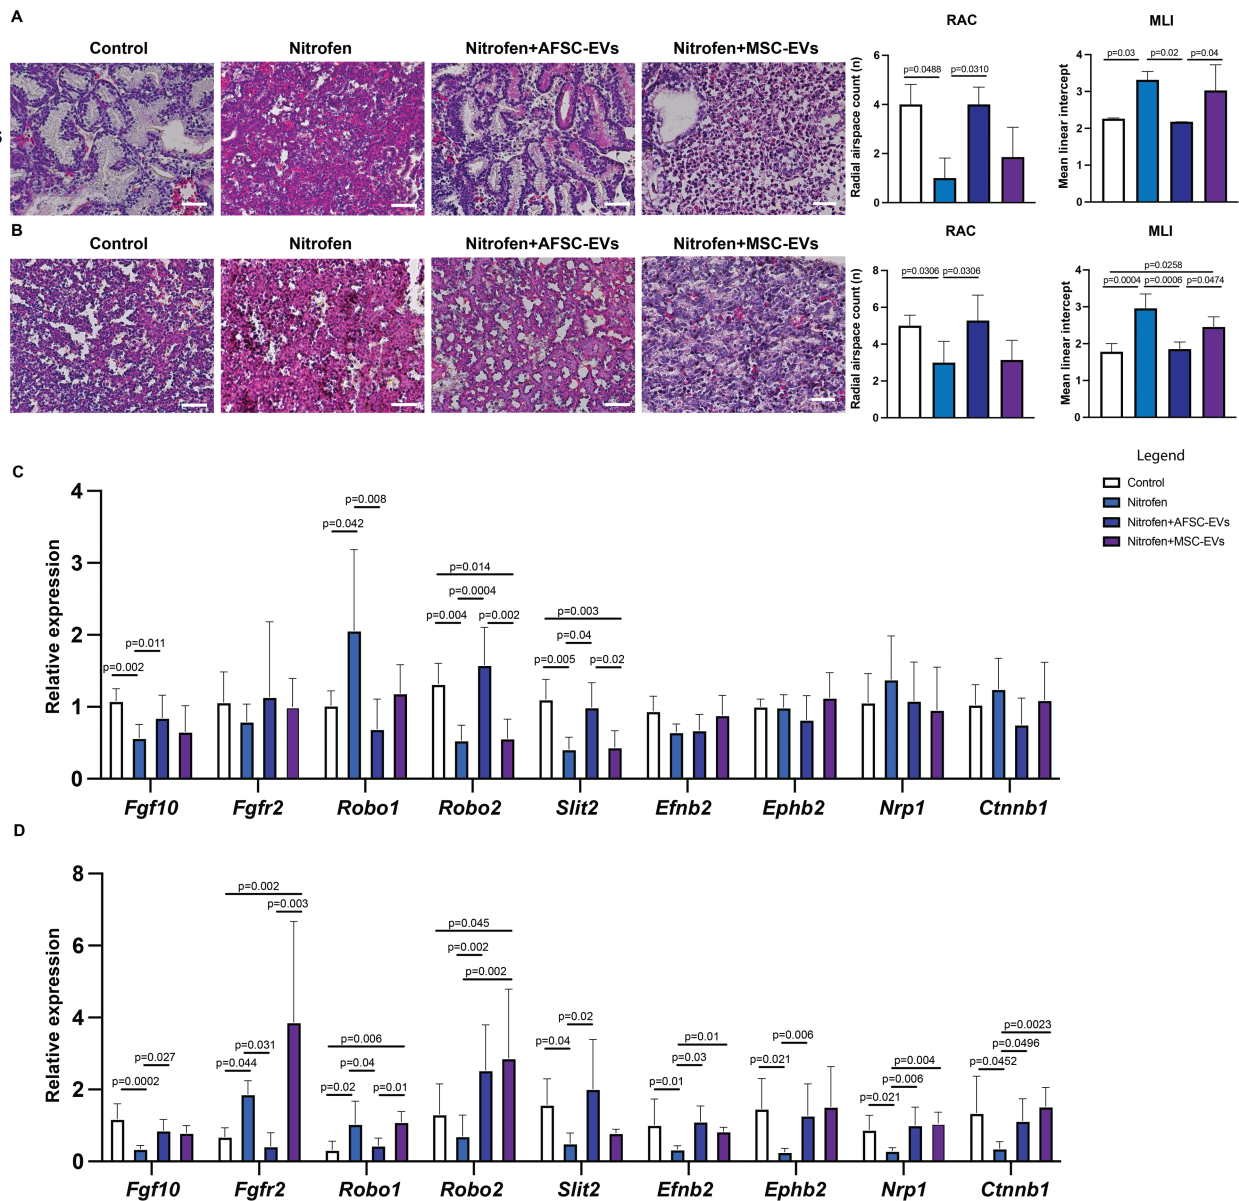 A
Control
Nitrofen
Nitrofen+AFSC-EVs
Nitrofen+MSC-EVs
RAC
MLI
Radial airspace count (n)
6
4
2
0
p=0.0488
p=0.0310
Mean linear intercept
4
3
2
1
0
p=0.03
p=0.02
p=0.04
B
Control
Nitrofen
Nitrofen+AFSC-EVs
Nitrofen+MSC-EVs
RAC
MLI
Radial airspace count (n)
8
6
4
2
0
p=0.0306
p=0.0306
Mean linear intercept
4
3
2
1
0
p=0.0258
p=0.0004
p=0.0006
p=0.0474
Legend
Control
Nitrofen
Nitrofen+AFSC-EVs
Nitrofen+MSC-EVs
C
Relative expression
4
3
2
1
0
p=0.002
p=0.011
p=0.042
p=0.008
p=0.014
p=0.0004
p=0.004
p=0.002
p=0.003
p=0.04
p=0.005
p=0.02
Fgf10
Fgfr2
Robo1
Robo2
Slit2
Efnb2
Ephb2
Nrp1
Ctnnb1
D
Relative expression
8
6
4
2
0
p=0.027
p=0.0002
p=0.002
p=0.003
p=0.031
p=0.044
p=0.006
p=0.04
p=0.02
p=0.01
p=0.045
p=0.002
p=0.002
p=0.02
p=0.04
p=0.01
p=0.03
p=0.01
p=0.006
p=0.021
p=0.004
p=0.006
p=0.021
p=0.0023
p=0.0496
p=0.0452
Fgf10
Fgfr2
Robo1
Robo2
Slit2
Efnb2
Ephb2
Nrp1
Ctnnb1